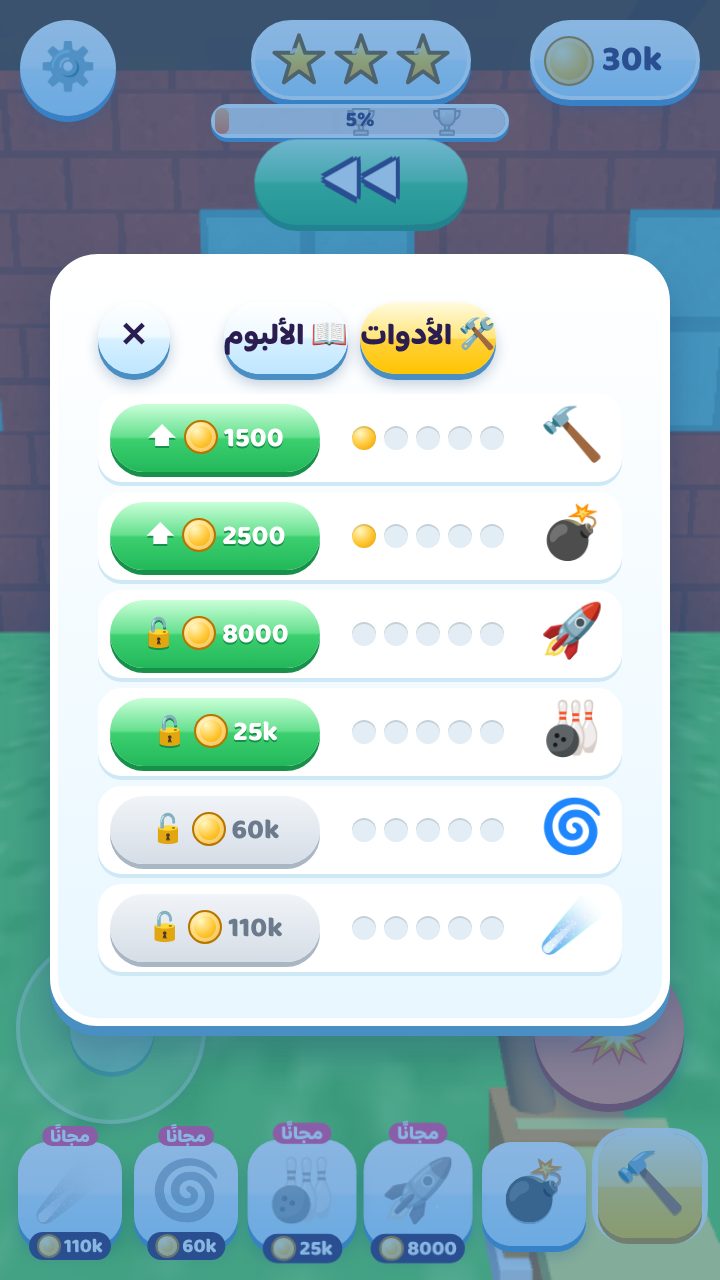 30k
5%
🛠️ الأدوات
📖 الألبوم
✕
1500
2500
8000
25k
60k
110k
مجانًا
مجانًا
مجانًا
مجانًا
8000
25k
60k
110k